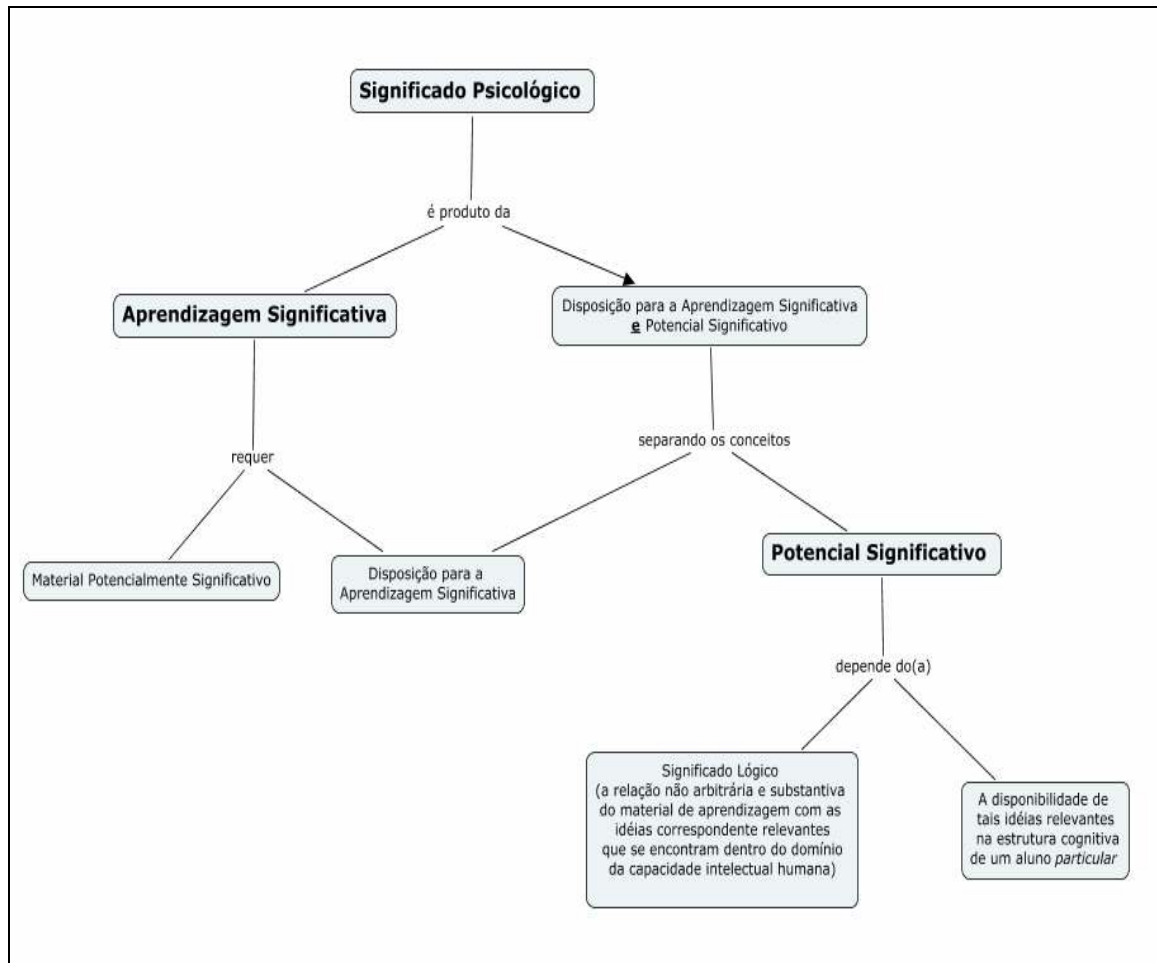 Significado Psicológico
é produto da
Aprendizagem Significativa
Disposição para a Aprendizagem Significativa
e Potencial Significativo
requer
separando os conceitos
Material Potencialmente Significativo
Disposição para a
Aprendizagem Significativa
Potencial Significativo
depende do(a)
Significado Lógico
(a relação não arbitrária e substantiva
do material de aprendizagem com as
idéias correspondente relevantes
que se encontram dentro do domínio
da capacidade intelectual humana)
A disponibilidade de
tais idéias relevantes
na estrutura cognitiva
de um aluno particular